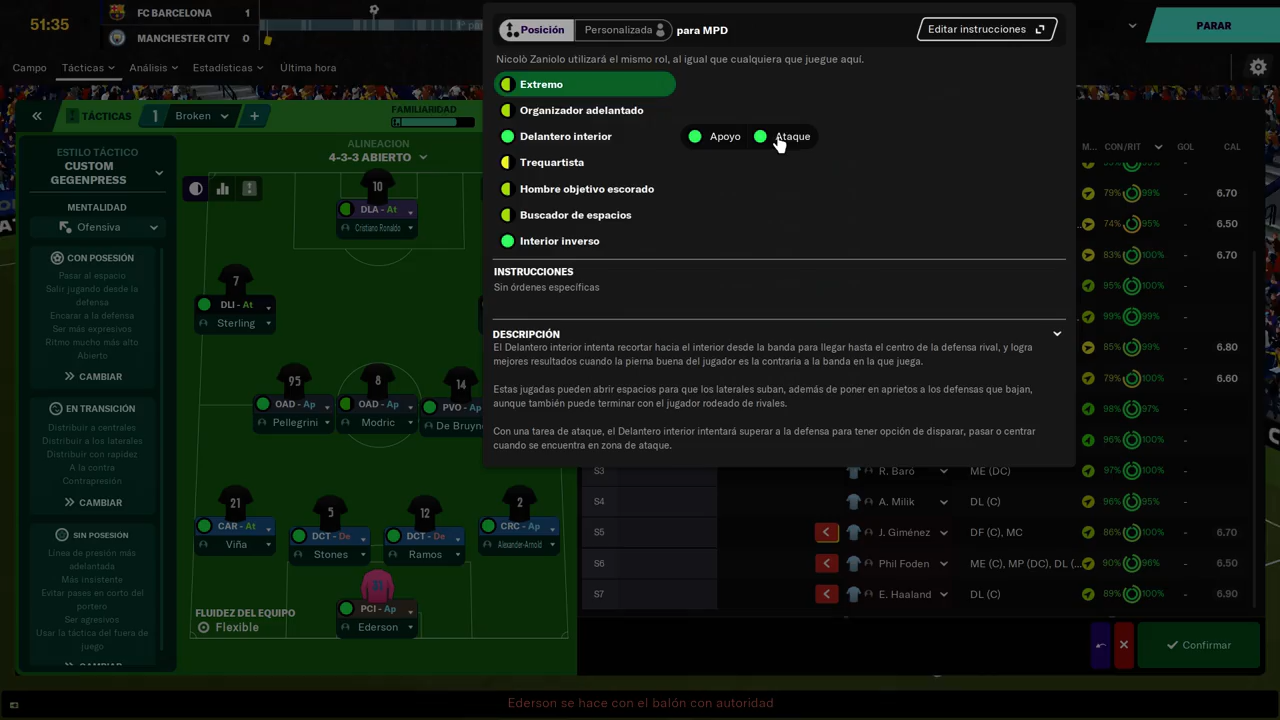 51:35
FC BARCELONA 1
MANCHESTER CITY 0
PARAR
Campo Tácticas Análisis Estadísticas Última hora
TÁCTICAS 1 Broken
FAMILIARIDAD
ESTILO TÁCTICO
CUSTOM
GEGENPRESS
MENTALIDAD
Ofensiva
CON POSESIÓN
Pasar al espacio
Salir jugando desde la
defensa
Encarar a la defensa
Ser más expresivos
Ritmo mucho más alto
Abierto
CAMBIAR
EN TRANSICIÓN
Distribuir a centrales
Distribuir a los laterales
Distribuir con rapidez
A la contra
Contrapresión
CAMBIAR
SIN POSESIÓN
Línea de presión más
adelantada
Más insistente
Evitar pases en corto del
portero
Ser agresivos
Usar la táctica del fuera de
juego
ALINEACION
4-3-3 ABIERTO
10
DLA - At
Cristiano Ronaldo
7
DLI - At
Sterling
95
OAD - Ap
Pellegrini
8
OAD - Ap
Modric
14
PVO - Ap
De Bruyn
21
CAR - At
Viña
5
DCT - De
Stones
12
DCT - De
Ramos
2
CRC - Ap
Alexander-Arnold
31
PCI - Ap
Ederson
FLUIDEZ DEL EQUIPO
Flexible
Posición Personalizada para MPD
Editar instrucciones
Nicolò Zaniolo utilizará el mismo rol, al igual que cualquiera que juegue aquí.
Extremo
Organizador adelantado
Delantero interior Apoyo Ataque
Trequartista
Hombre objetivo escorado
Buscador de espacios
Interior inverso
INSTRUCCIONES
Sin órdenes específicas
DESCRIPCIÓN
El Delantero interior intenta recortar hacia el interior desde la banda para llegar hasta el centro de la defensa rival, y logra
mejores resultados cuando la pierna buena del jugador es la contraria a la banda en la que juega.
Estas jugadas pueden abrir espacios para que los laterales suban, además de poner en aprietos a los defensas que bajan,
aunque también puede terminar con el jugador rodeado de rivales.
Con una tarea de ataque, el Delantero interior intentará superar a la defensa para tener opción de disparar, pasar o centrar
cuando se encuentra en zona de ataque.
M... CON/RIT GOL CAL
79% 99% - 6.70
74% 95% - 6.50
83% 100% - 6.70
95% 100% -
99% 99% -
85% 99% - 6.80
79% 100% - 6.60
98% 97% -
96% 100% -
S3 R. Baró ME (DC) 97% 100% -
S4 A. Milik DL (C) 96% 95% -
S5 J. Giménez DF (C), MC 86% 100% - 6.70
S6 Phil Foden ME (C), MP (DC), DL (... 90% 96% - 6.50
S7 E. Haaland DL (C) 89% 100% - 6.90
Confirmar
Ederson se hace con el balón con autoridad